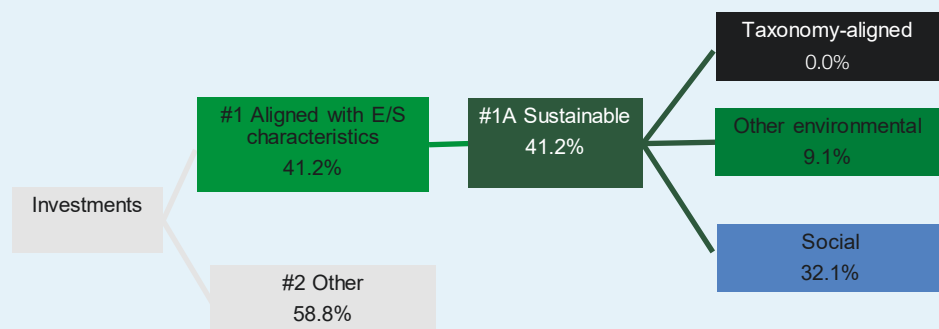 Investments
#1 Aligned with E/S
characteristics
41.2%
#2 Other
58.8%
#1A Sustainable
41.2%
Taxonomy-aligned
0.0%
Other environmental
9.1%
Social
32.1%